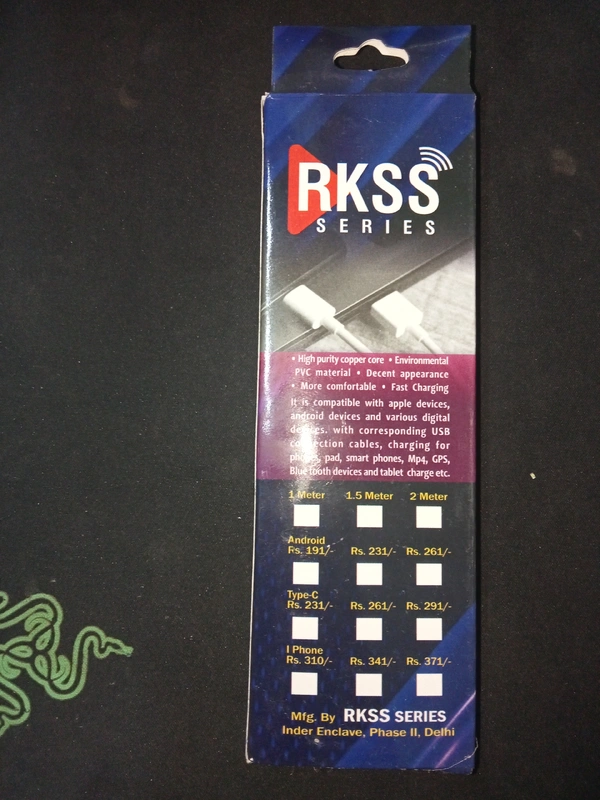 RKSS
SERIES
• High purity copper core • Environmental
PVC material • Decent appearance
• More comfortable • Fast Charging
It is compatible with apple devices,
android devices and various digital
with corresponding USB
cables, charging for
pad, smart phones, Mp4, GPS,
Blue tooth devices and tablet charge etc.
1 Meter 1.5 Meter 2 Meter
Android
Rs. 191/- Rs. 231/- Rs. 261/-
Type-C
Rs. 231/- Rs. 261/- Rs. 291/-
I Phone
Rs. 310/- Rs. 341/- Rs. 371/-
Mfg. By RKSS SERIES
Inder Enclave, Phase II, Delhi